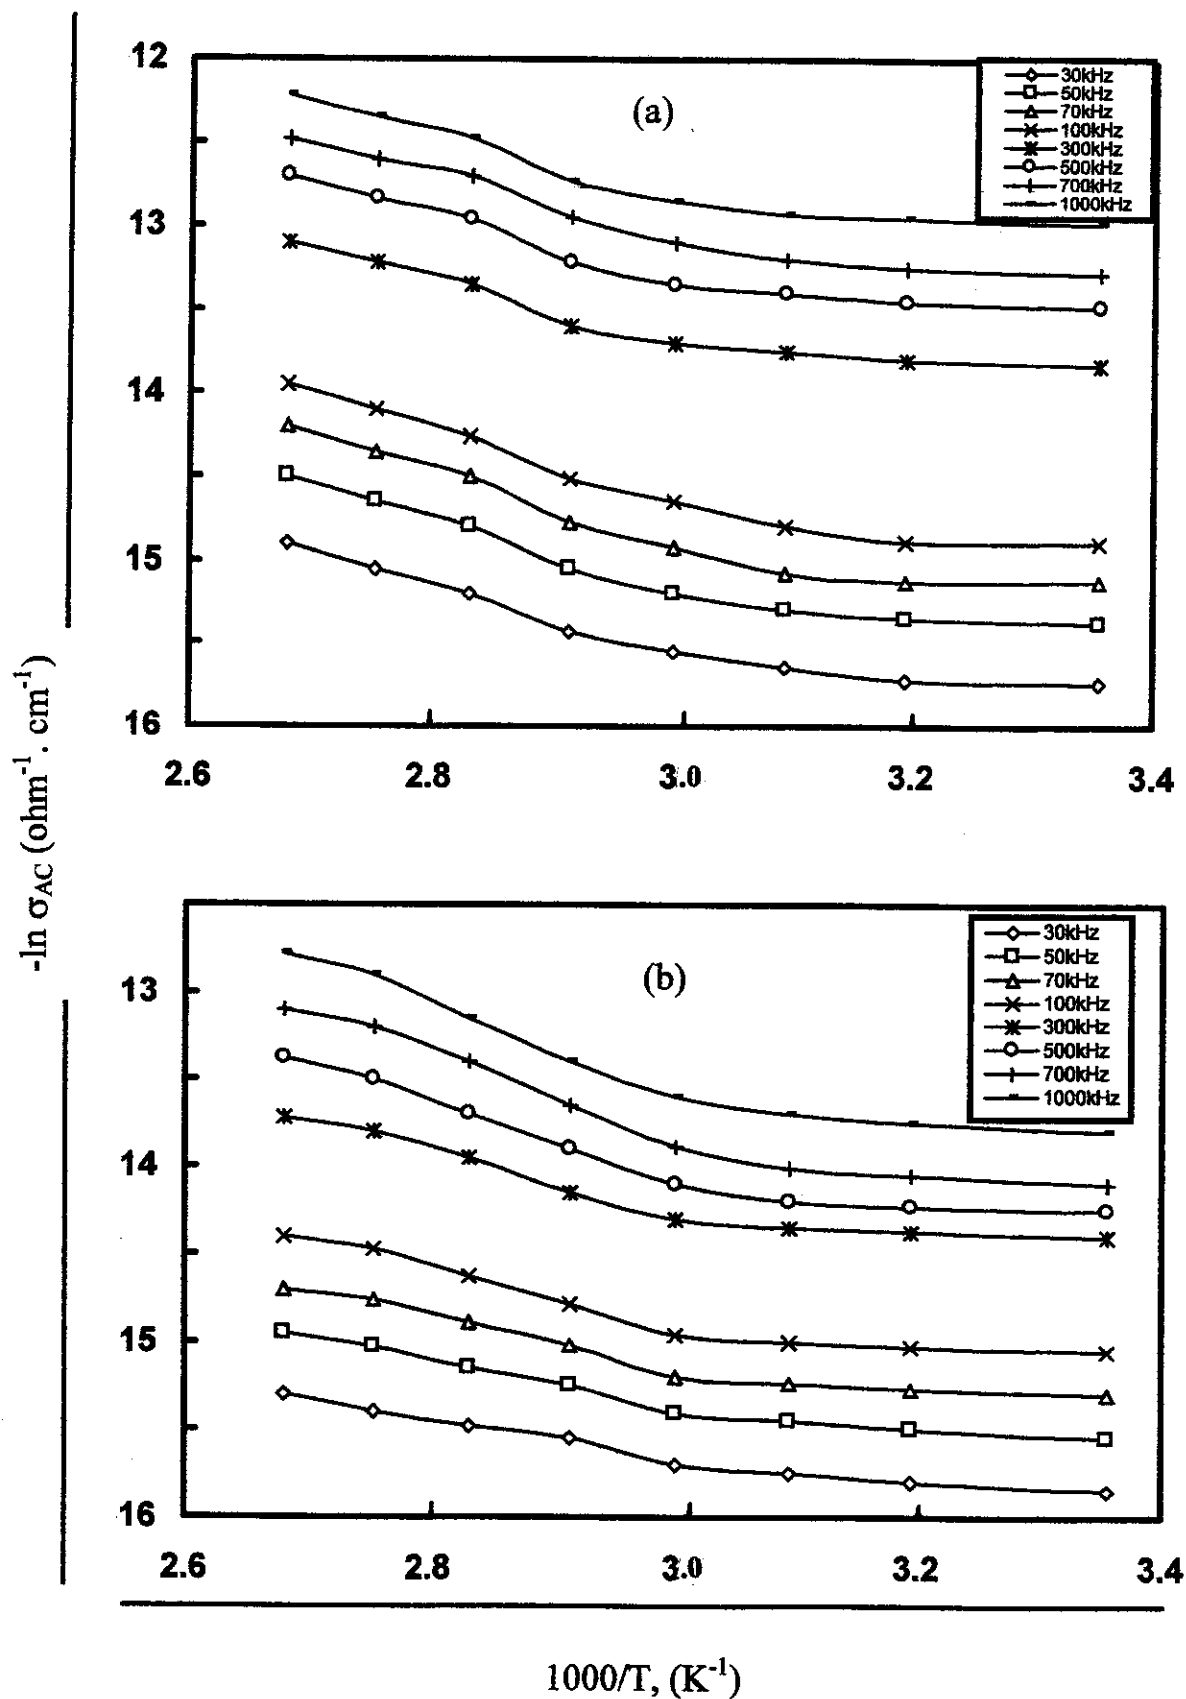 12
(a)
30kHz
50kHz
70kHz
100kHz
300kHz
500kHz
700kHz
1000kHz
13
14
15
16
2.6 2.8 3.0 3.2 3.4
-ln σAC (ohm⁻¹. cm⁻¹)
(b)
30kHz
50kHz
70kHz
100kHz
300kHz
500kHz
700kHz
1000kHz
13
14
15
16
2.6 2.8 3.0 3.2 3.4
1000/T, (K⁻¹)